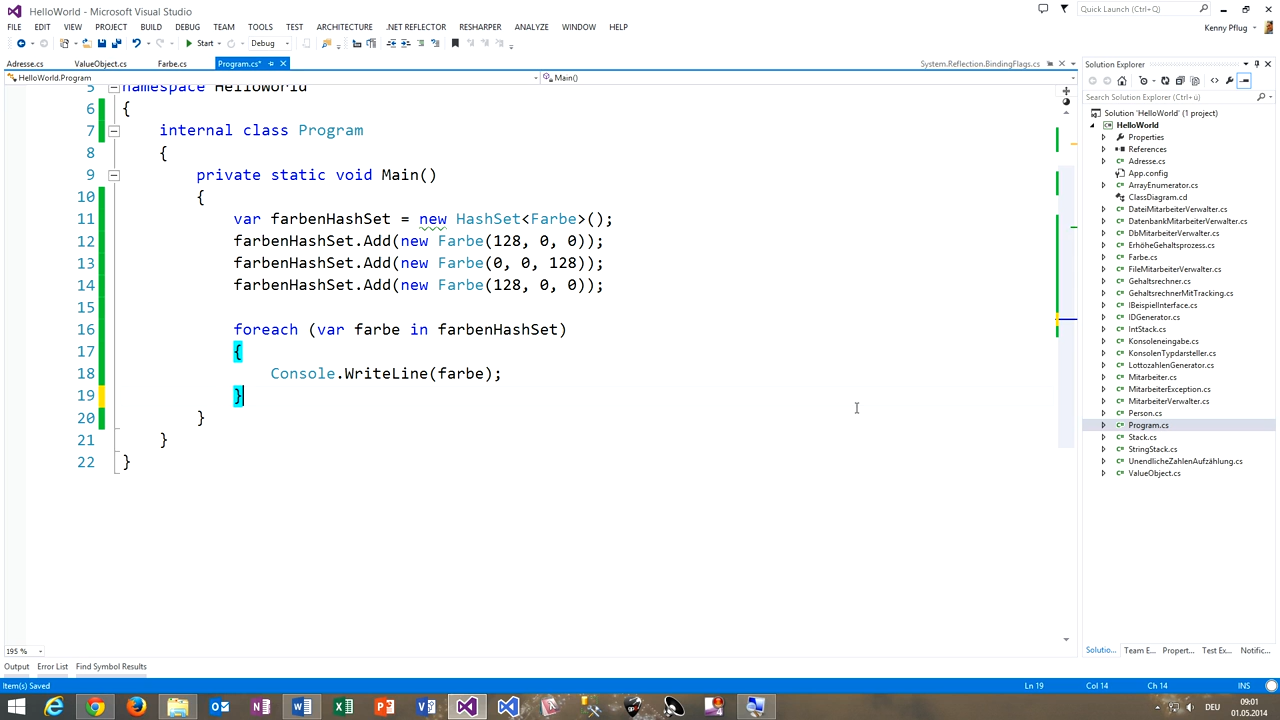 HelloWorld - Microsoft Visual Studio
Quick Launch (Ctrl+Q)
FILE EDIT VIEW PROJECT BUILD DEBUG TEAM TOOLS TEST ARCHITECTURE .NET REFLECTOR RESHARPER ANALYZE WINDOW HELP
Kenny Pflug
Start Debug
Adresse.cs ValueObject.cs Farbe.cs Program.cs* System.Reflection.BindingFlags.cs
HelloWorld.Program Main()
5 namespace HelloWorld
6 {
7 internal class Program
8 {
9 private static void Main()
10 {
11 var farbenHashSet = new HashSet<Farbe>();
12 farbenHashSet.Add(new Farbe(128, 0, 0));
13 farbenHashSet.Add(new Farbe(0, 0, 128));
14 farbenHashSet.Add(new Farbe(128, 0, 0));
15
16 foreach (var farbe in farbenHashSet)
17 {
18 Console.WriteLine(farbe);
19 }
20 }
21 }
22 }
195 %
Solution Explorer
Search Solution Explorer (Ctrl+ü)
Solution 'HelloWorld' (1 project)
HelloWorld
Properties
References
Adresse.cs
App.config
ArrayEnumerator.cs
ClassDiagram.cd
DateiMitarbeiterVerwalter.cs
DatenbankMitarbeiterVerwalter.cs
DbMitarbeiterVerwalter.cs
ErhöheGehaltsprozess.cs
Farbe.cs
FileMitarbeiterVerwalter.cs
Gehaltsrechner.cs
GehaltsrechnerMitTracking.cs
IBeispielInterface.cs
IDGenerator.cs
IntStack.cs
Konsoleneingabe.cs
KonsolenTypdarsteller.cs
LottozahlenGenerator.cs
Mitarbeiter.cs
MitarbeiterException.cs
MitarbeiterVerwalter.cs
Person.cs
Program.cs
Stack.cs
StringStack.cs
UnendlicheZahlenAufzählung.cs
ValueObject.cs
Solutio... Team E... Propert... Test Ex... Notific...
Output Error List Find Symbol Results
Item(s) Saved Ln 19 Col 14 Ch 14 INS
DEU
09:01
01.05.2014